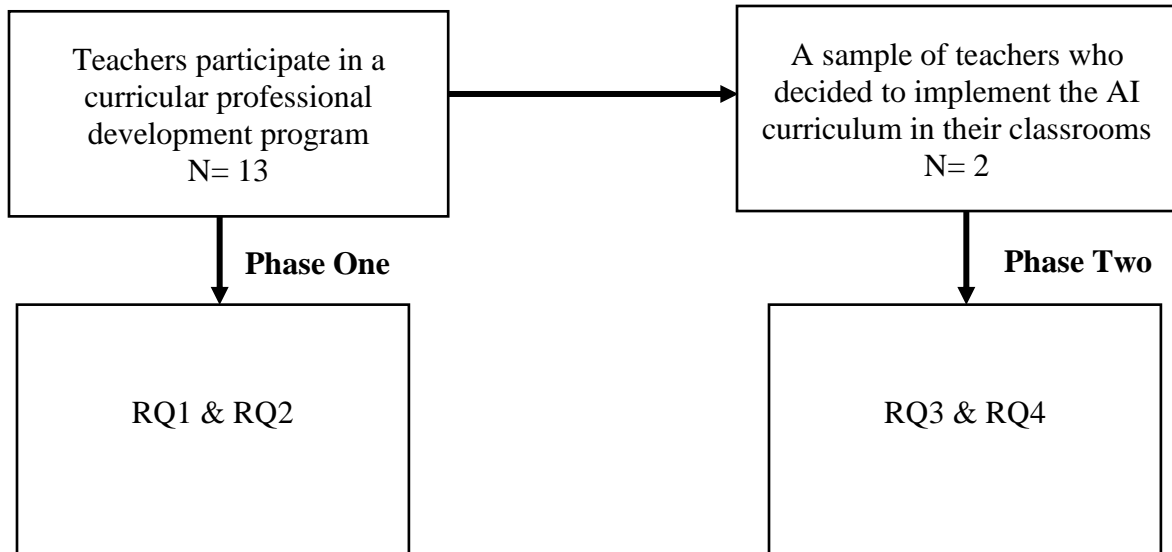 Teachers participate in a
curricular professional
development program
N= 13
A sample of teachers who
decided to implement the AI
curriculum in their classrooms
N= 2
Phase One
Phase Two
RQ1 & RQ2
RQ3 & RQ4